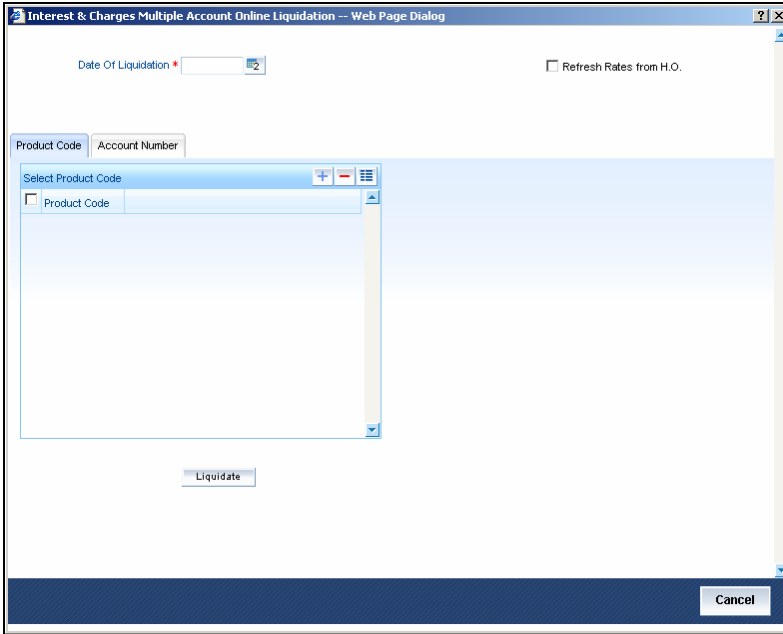 Interest & Charges Multiple Account Online Liquidation -- Web Page Dialog
Date Of Liquidation *
Refresh Rates from H.O.
Product Code
Account Number
Select Product Code
Product Code
Liquidate
Cancel